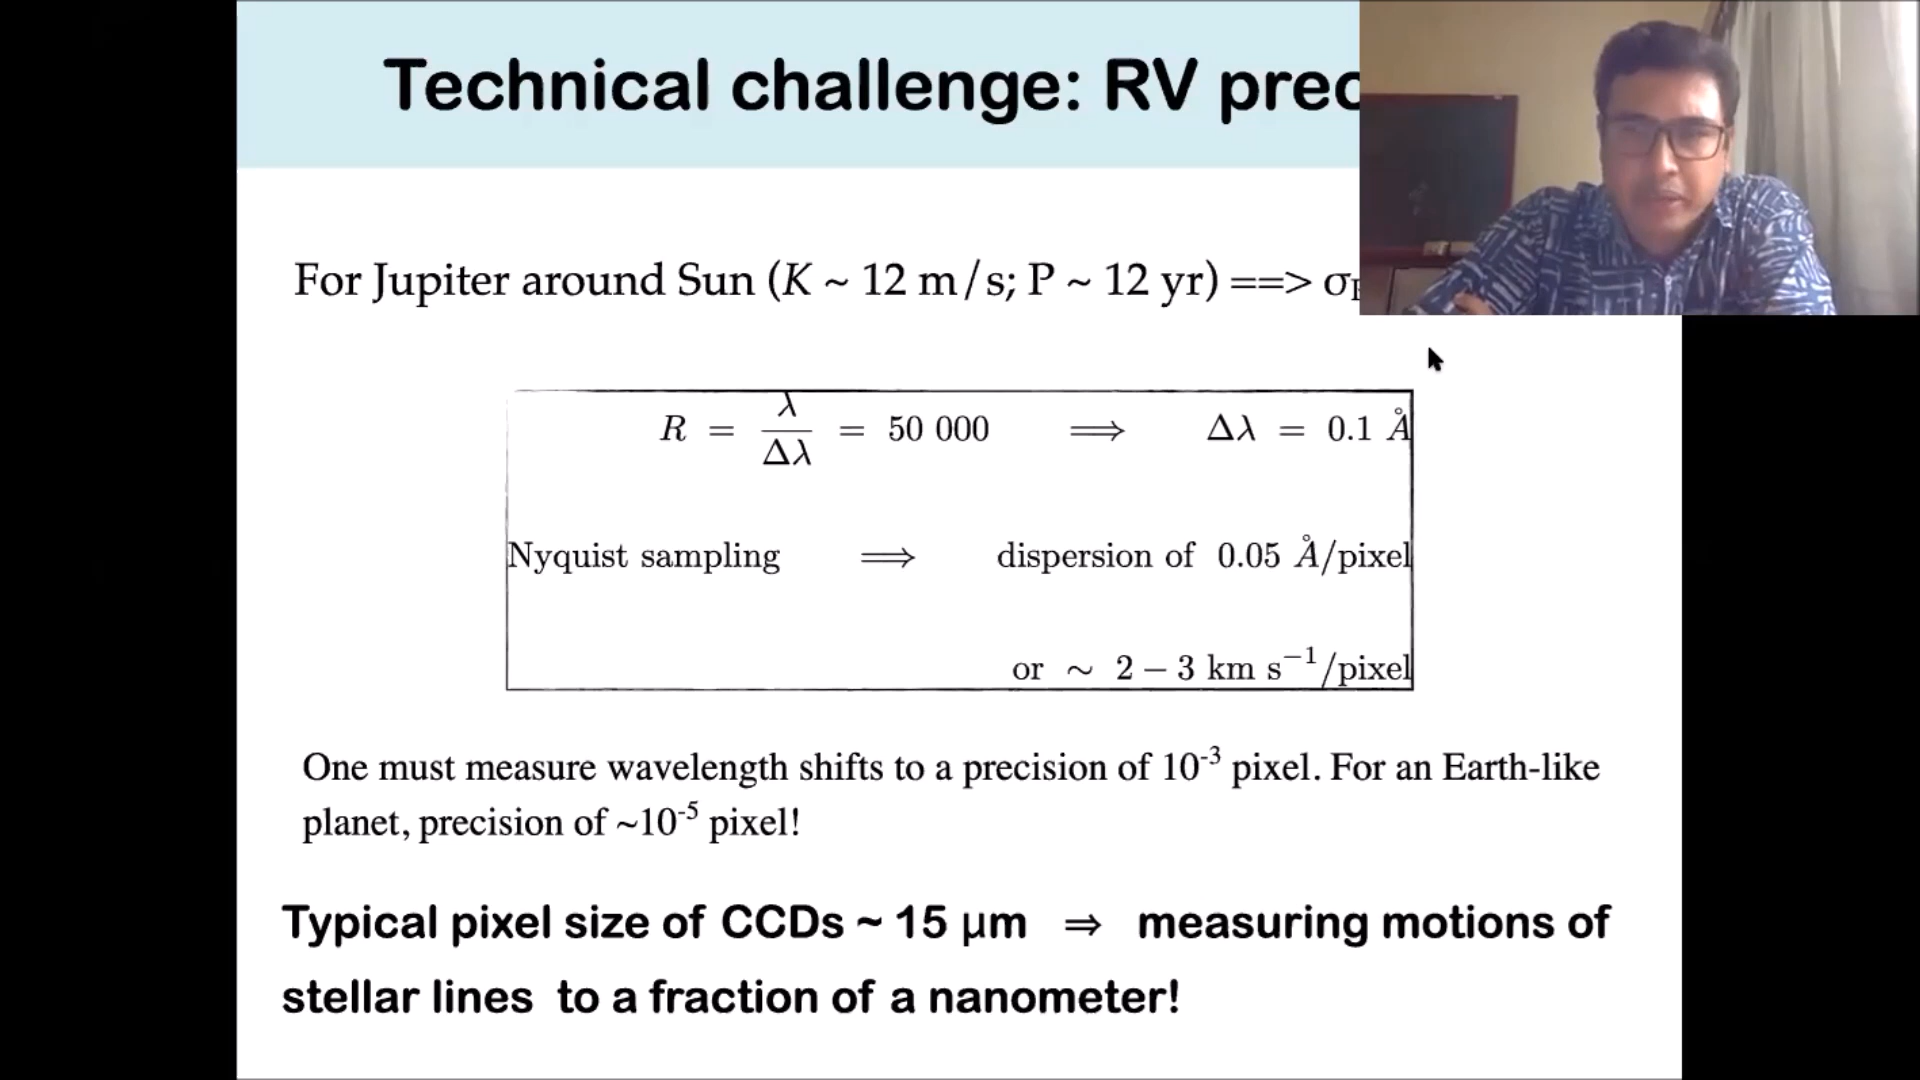 Technical challenge: RV prec
For Jupiter around Sun (K ~ 12 m/s; P ~ 12 yr) ==> σ
R = λ/Δλ = 50 000 ⟹ Δλ = 0.1 Å
Nyquist sampling ⟹ dispersion of 0.05 Å/pixel
or ~ 2 – 3 km s⁻¹/pixel
One must measure wavelength shifts to a precision of 10⁻³ pixel. For an Earth-like
planet, precision of ~10⁻⁵ pixel!
Typical pixel size of CCDs ~ 15 μm ⇒ measuring motions of
stellar lines to a fraction of a nanometer!